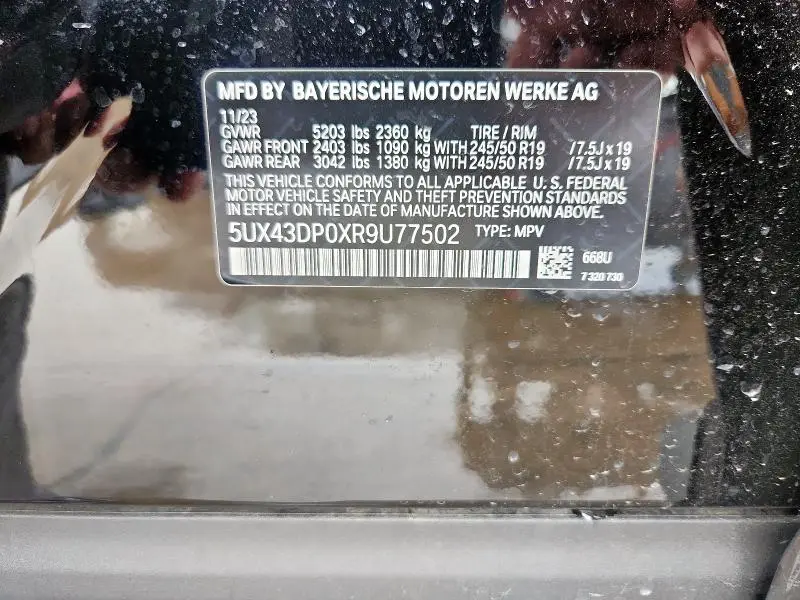 MFD BY BAYERISCHE MOTOREN WERKE AG
11/23
GVWR 5203 lbs 2360 kg TIRE / RIM
GAWR FRONT 2403 lbs 1090 kg WITH 245/50 R19 /7.5J x 19
GAWR REAR 3042 lbs 1380 kg WITH 245/50 R19 /7.5J x 19
THIS VEHICLE CONFORMS TO ALL APPLICABLE U. S. FEDERAL
MOTOR VEHICLE SAFETY AND THEFT PREVENTION STANDARDS
IN EFFECT ON THE DATE OF MANUFACTURE SHOWN ABOVE.
5UX43DP0XR9U77502 TYPE: MPV
668U
7 320 730